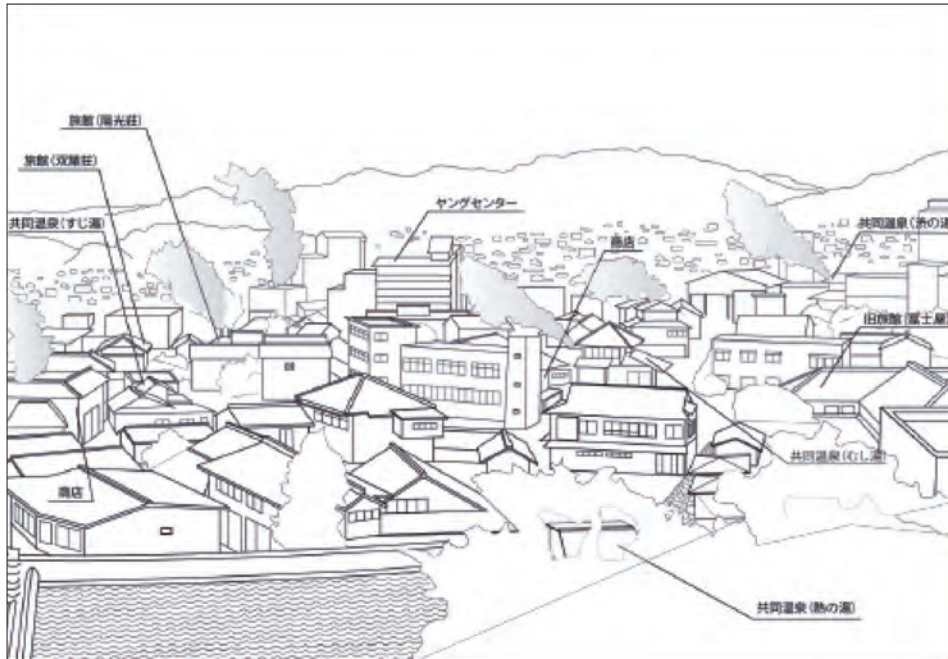 旅館（陽光荘）
旅館（双葉荘）
共同温泉（すじ湯）
ヤングセンター
商店
共同温泉（渋の湯
旧旅館（冨士屋）
共同温泉（むし湯）
商店
共同温泉（熱の湯）